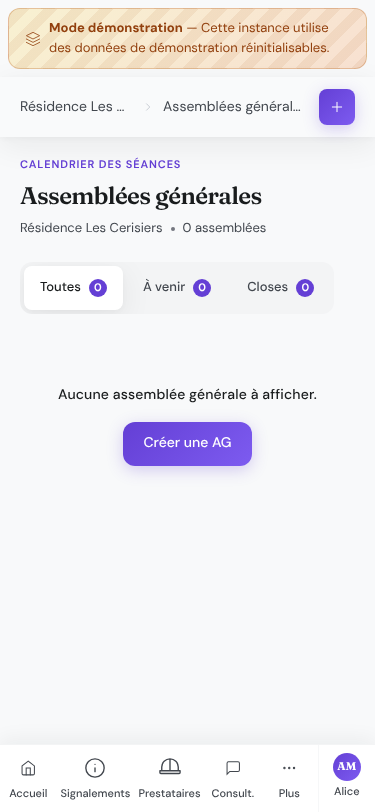 Mode démonstration — Cette instance utilise
des données de démonstration réinitialisables.
Résidence Les ... > Assemblées général... +
CALENDRIER DES SÉANCES
Assemblées générales
Résidence Les Cerisiers • 0 assemblées
Toutes 0 À venir 0 Closes 0
Aucune assemblée générale à afficher.
Créer une AG
AM
Accueil Signalements Prestataires Consult. Plus Alice